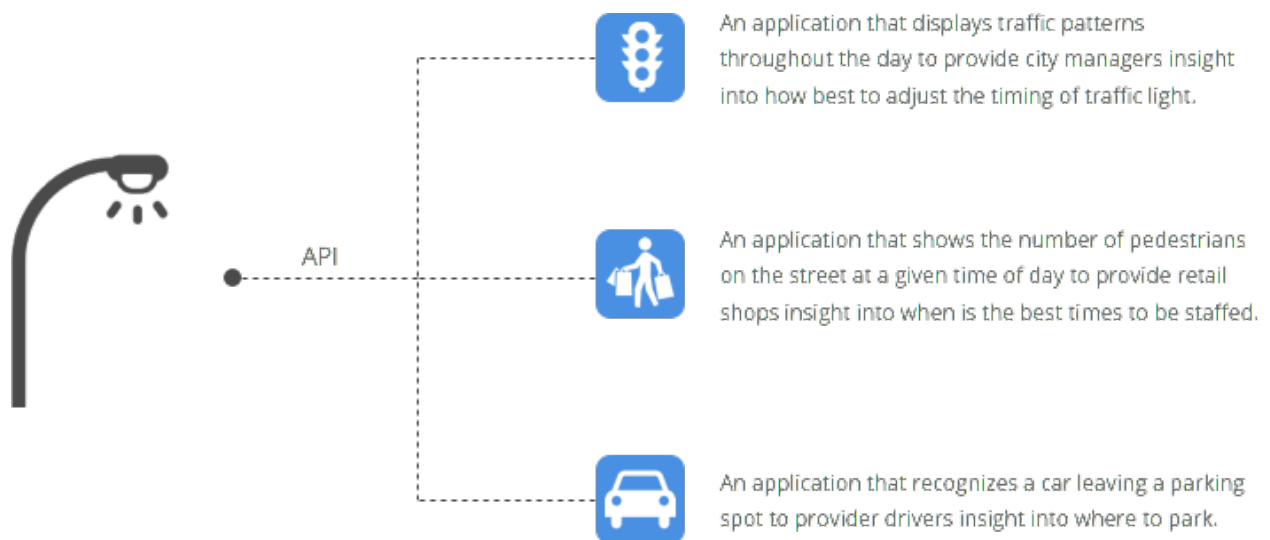 An application that displays traffic patterns
throughout the day to provide city managers insight
into how best to adjust the timing of traffic light.
API
An application that shows the number of pedestrians
on the street at a given time of day to provide retail
shops insight into when is the best times to be staffed.
An application that recognizes a car leaving a parking
spot to provider drivers insight into where to park.